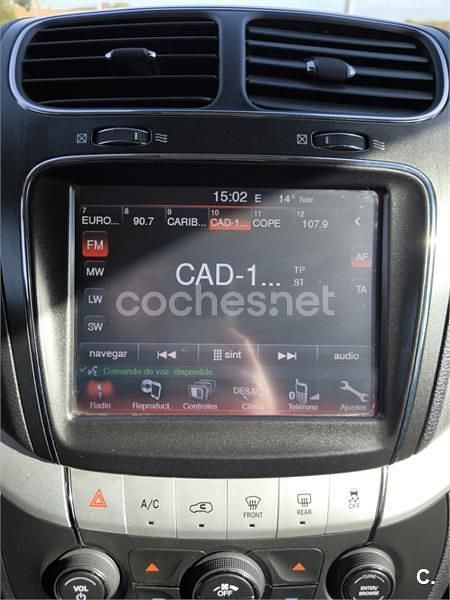 15:02 E 14° fuer
7 8 9 10 11 12
EURO... 90.7 CARIB... CAD-1... COPE 107.9 <
FM AF
MW CAD-1... TP
ST TA
LW
SW
coches.net
navegar sint audio
Comando do voz disponible.
DESACT
Radio Reproduct. Controles Clima Teléfono Ajustes
A/C FRONT REAR OFF
VOL OFF TUNE
ENTER/
BROWSE
C.